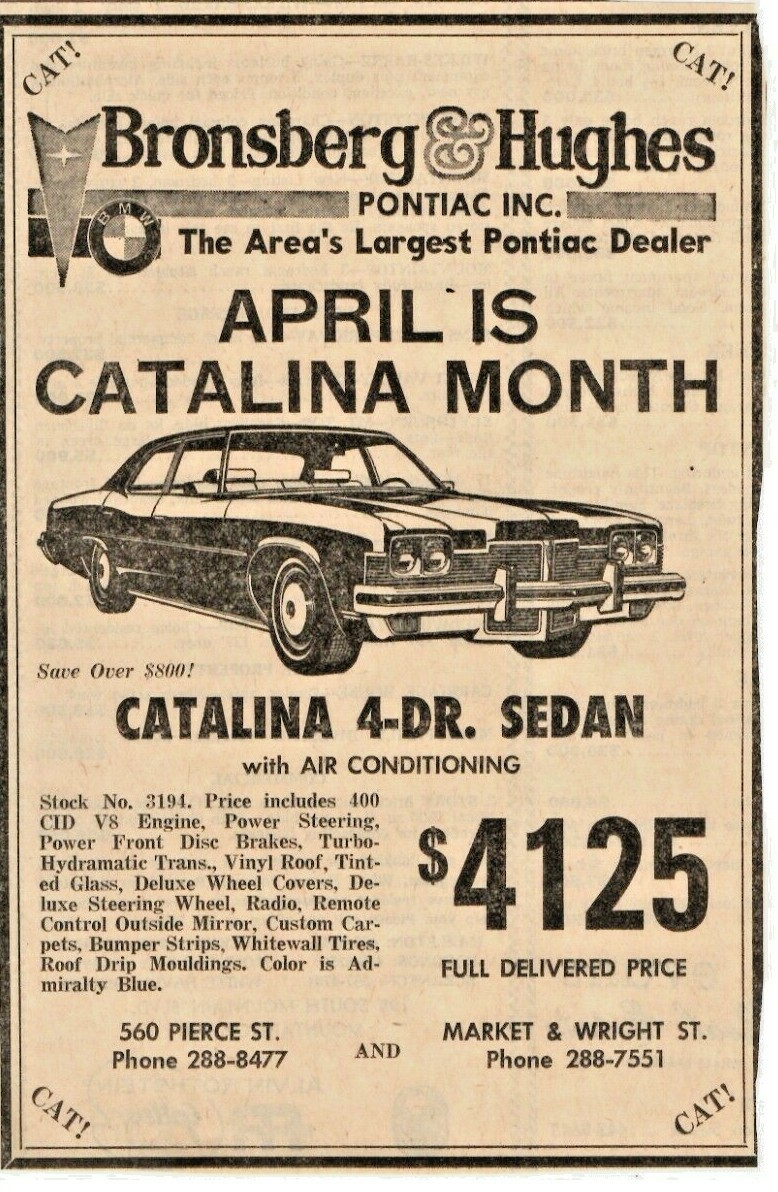 CAT!
CAT!
Bronsberg & Hughes
PONTIAC INC.
BMW
The Area's Largest Pontiac Dealer
APRIL IS
CATALINA MONTH
Save Over $800!
CATALINA 4-DR. SEDAN
with AIR CONDITIONING
Stock No. 3194. Price includes 400
CID V8 Engine, Power Steering,
Power Front Disc Brakes, Turbo-
Hydramatic Trans., Vinyl Roof, Tint-
ed Glass, Deluxe Wheel Covers, De-
luxe Steering Wheel, Radio, Remote
Control Outside Mirror, Custom Car-
pets, Bumper Strips, Whitewall Tires,
Roof Drip Mouldings. Color is Ad-
miralty Blue.
$4125
FULL DELIVERED PRICE
560 PIERCE ST.
Phone 288-8477
AND
MARKET & WRIGHT ST.
Phone 288-7551
CAT!
CAT!